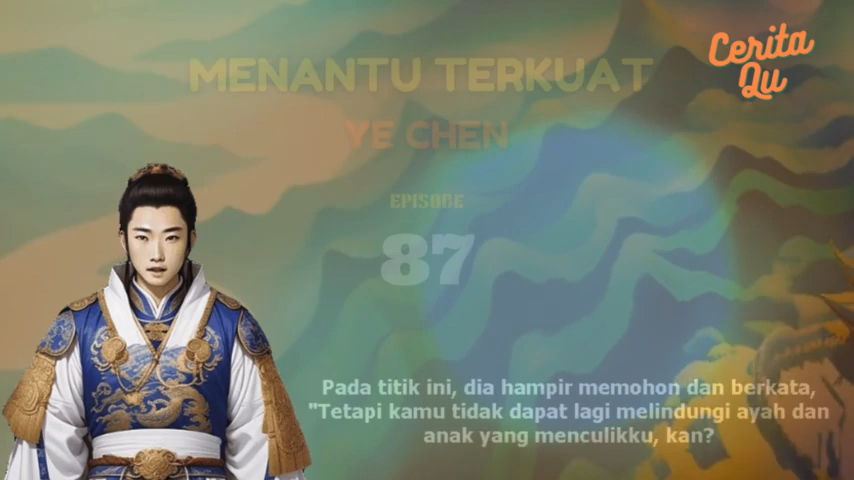 Cerita
Qu
MENANTU TERKUAT
YE CHEN
EPISODE
87
Pada titik ini, dia hampir memohon dan berkata,
"Tetapi kamu tidak dapat lagi melindungi ayah dan
anak yang menculikku, kan?